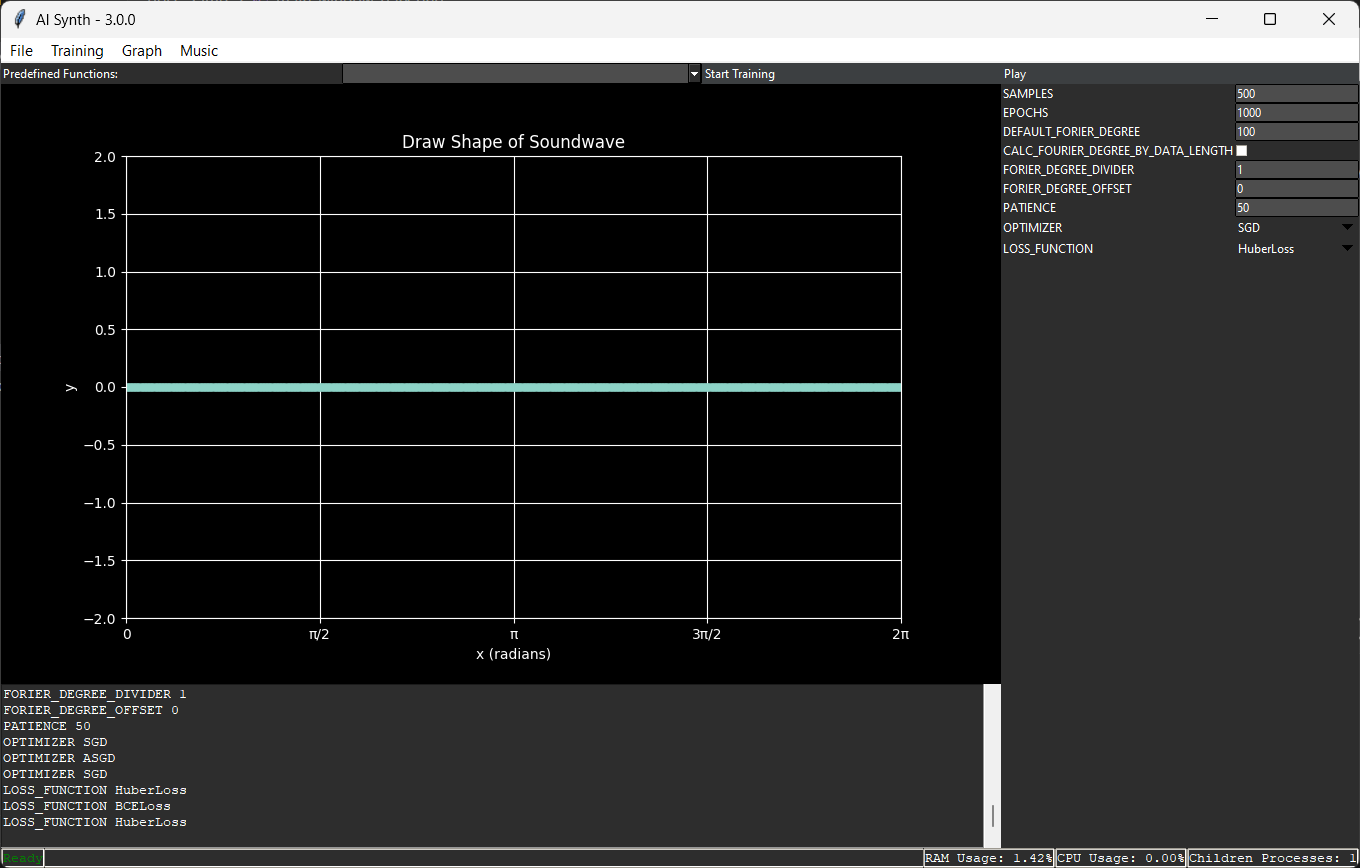 AI Synth - 3.0.0
File Training Graph Music
Predefined Functions: Start Training Play
SAMPLES 500
EPOCHS 1000
DEFAULT_FORIER_DEGREE 100
CALC_FOURIER_DEGREE_BY_DATA_LENGTH
FORIER_DEGREE_DIVIDER 1
FORIER_DEGREE_OFFSET 0
PATIENCE 50
OPTIMIZER SGD
LOSS_FUNCTION HuberLoss
Draw Shape of Soundwave
2.0
1.5
1.0
0.5
y 0.0
−0.5
−1.0
−1.5
−2.0
0 π/2 π 3π/2 2π
x (radians)
FORIER_DEGREE_DIVIDER 1
FORIER_DEGREE_OFFSET 0
PATIENCE 50
OPTIMIZER SGD
OPTIMIZER ASGD
OPTIMIZER SGD
LOSS_FUNCTION HuberLoss
LOSS_FUNCTION BCELoss
LOSS_FUNCTION HuberLoss
Ready RAM Usage: 1.42% CPU Usage: 0.00% Children Processes: 1